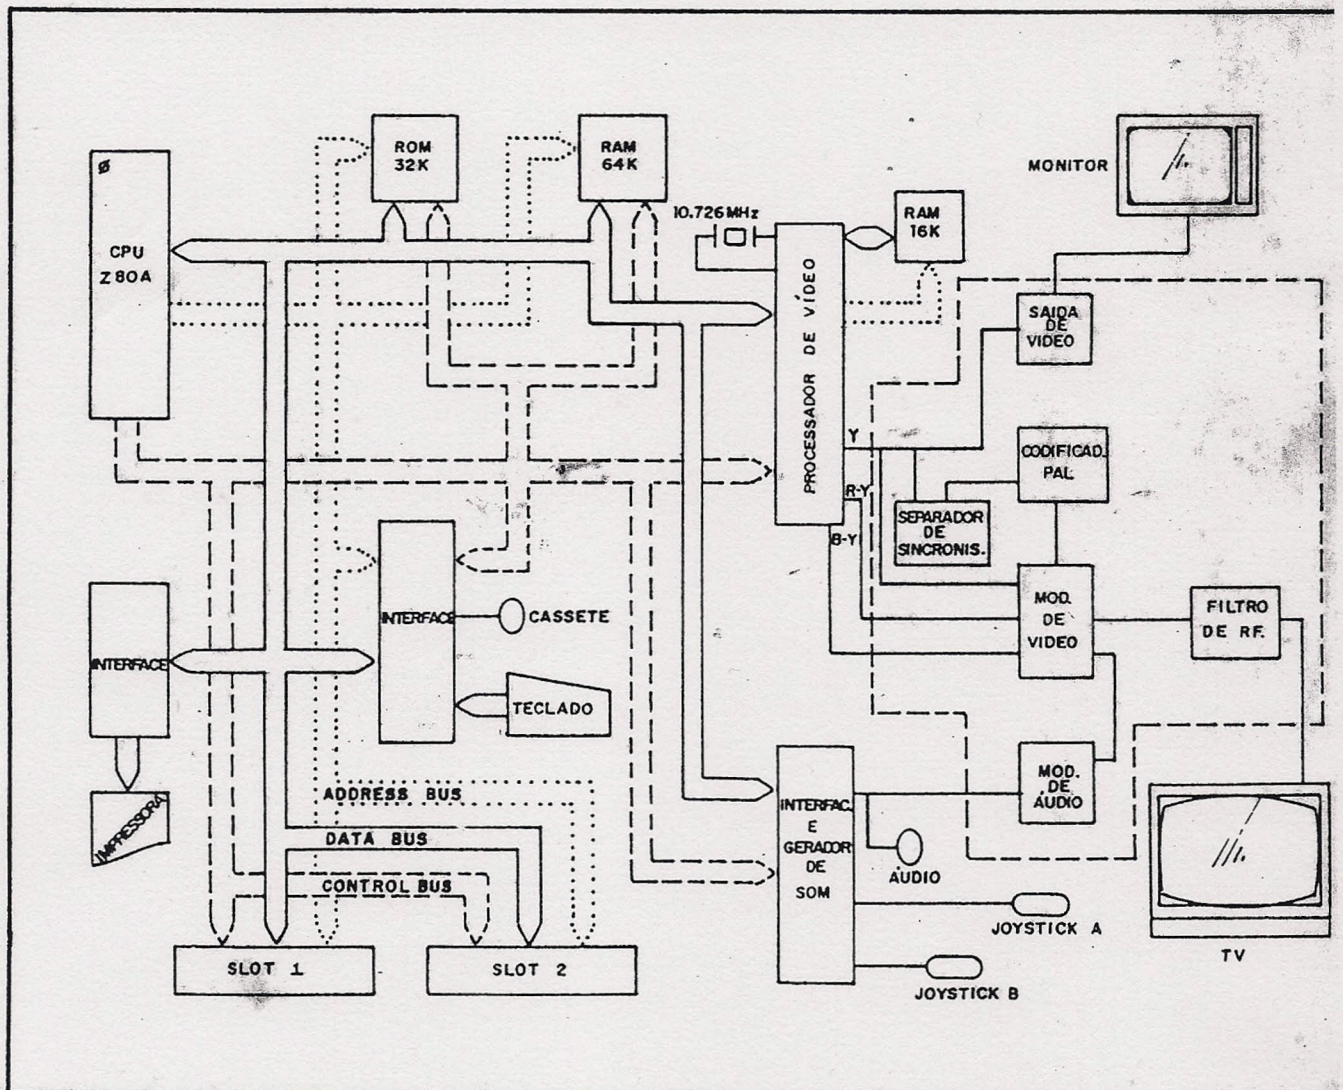 ROM
32K
RAM
64K
MONITOR
Ø
CPU
Z80A
10.726MHz
RAM
16K
PROCESSADOR DE VÍDEO
SAIDA
DE
VIDEO
Y
CODIFICAD.
PAL
R-Y
SEPARADOR
DE
SINCRONIS.
B-Y
INTERFACE
CASSETE
MOD.
DE
VIDEO
FILTRO
DE RF.
INTERFACE
TECLADO
IMPRESSORA
ADDRESS BUS
DATA BUS
CONTROL BUS
INTERFAC.
E
GERADOR
DE
SOM
MOD.
DE
ÁUDIO
ÁUDIO
JOYSTICK A
JOYSTICK B
TV
SLOT 1
SLOT 2